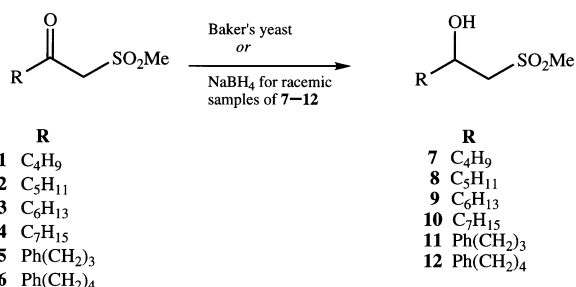 O
R
SO₂Me
Baker's yeast
or
NaBH₄ for racemic
samples of 7–12
OH
R
SO₂Me
R
1 C₄H₉
2 C₅H₁₁
3 C₆H₁₃
4 C₇H₁₅
5 Ph(CH₂)₃
6 Ph(CH₂)₄
R
7 C₄H₉
8 C₅H₁₁
9 C₆H₁₃
10 C₇H₁₅
11 Ph(CH₂)₃
12 Ph(CH₂)₄